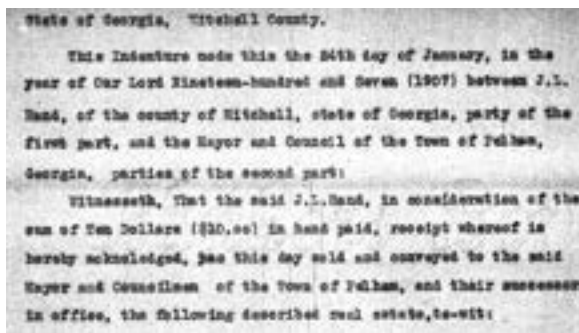 State of Georgia, Mitchell County.
This Indenture made this the 24th day of January, in the
year of Our Lord Nineteen-hundred and Seven (1907) between J.L.
Hand, of the county of Mitchell, state of Georgia, party of the
first part, and the Mayor and Council of the Town of Pelham,
Georgia, parties of the second part:
Witnesseth, That the said J.L.Hand, in consideration of the
sum of Ten Dollars ($10.oo) in hand paid, receipt whereof is
hereby acknowledged, has this day sold and conveyed to the said
Mayor and Councilmen of the Town of Pelham, and their successor
in office, the following described real estate,to-wit: